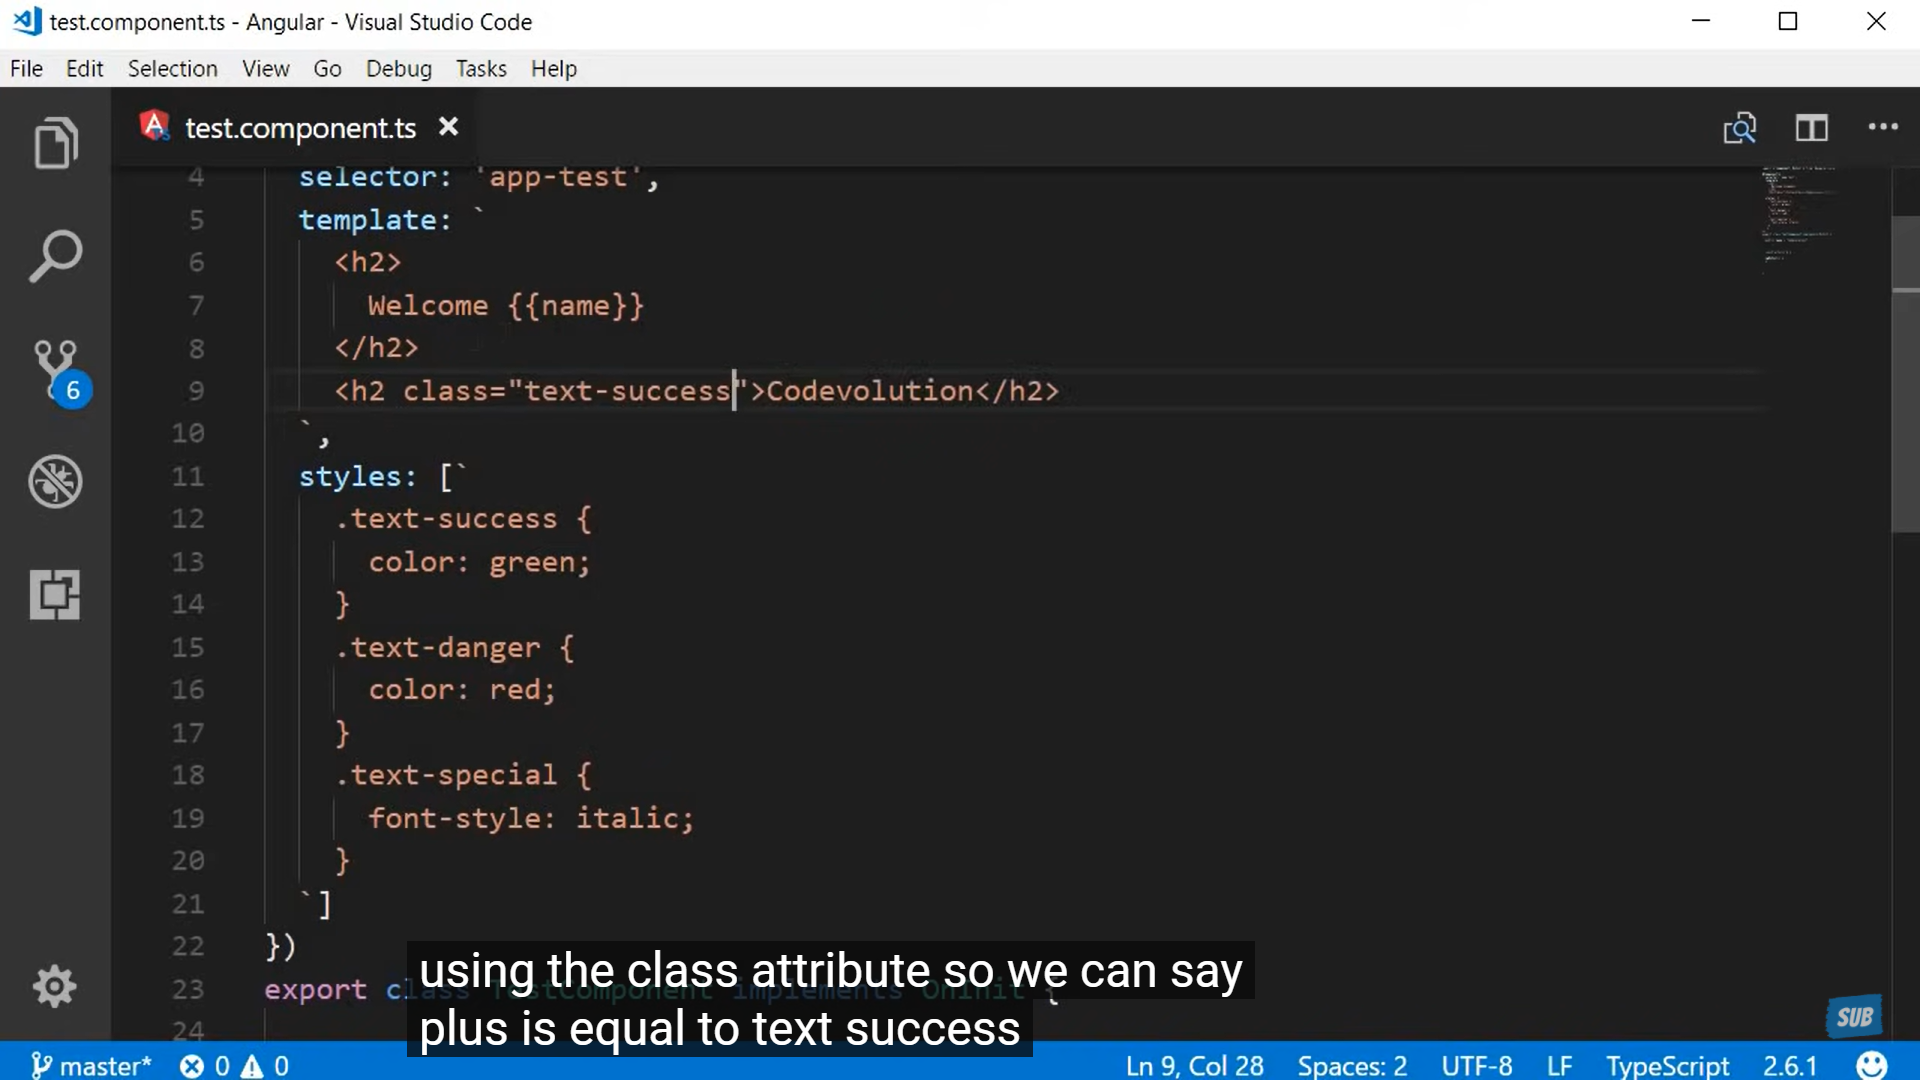 test.component.ts - Angular - Visual Studio Code
File Edit Selection View Go Debug Tasks Help
test.component.ts
4 selector: 'app-test',
5 template: `
6 <h2>
7 Welcome {{name}}
8 </h2>
9 <h2 class="text-success">Codevolution</h2>
10 `,
11 styles: [`
12 .text-success {
13 color: green;
14 }
15 .text-danger {
16 color: red;
17 }
18 .text-special {
19 font-style: italic;
20 }
21 `]
22 })
23 export class TestComponent implements OnInit {
24
using the class attribute so we can say
plus is equal to text success
6
SUB
master* 0 0 Ln 9, Col 28 Spaces: 2 UTF-8 LF TypeScript 2.6.1